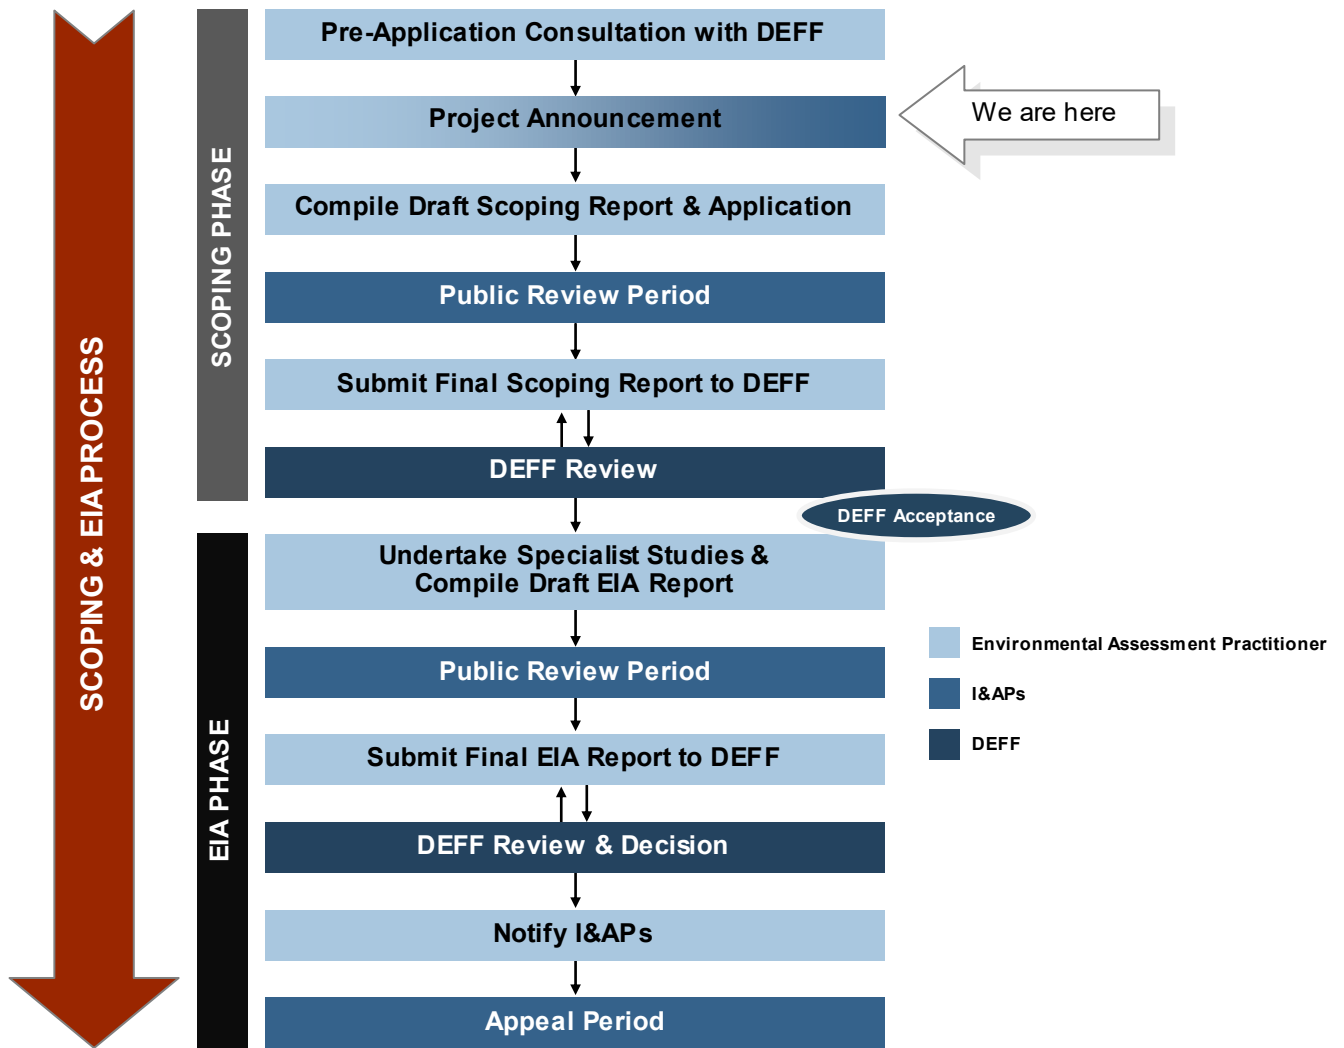 SCOPING & EIA PROCESS
SCOPING PHASE
Pre-Application Consultation with DEFF
Project Announcement
We are here
Compile Draft Scoping Report & Application
Public Review Period
Submit Final Scoping Report to DEFF
DEFF Review
DEFF Acceptance
EIA PHASE
Undertake Specialist Studies &
Compile Draft EIA Report
Public Review Period
Submit Final EIA Report to DEFF
DEFF Review & Decision
Notify I&APs
Appeal Period
Environmental Assessment Practitioner
I&APs
DEFF